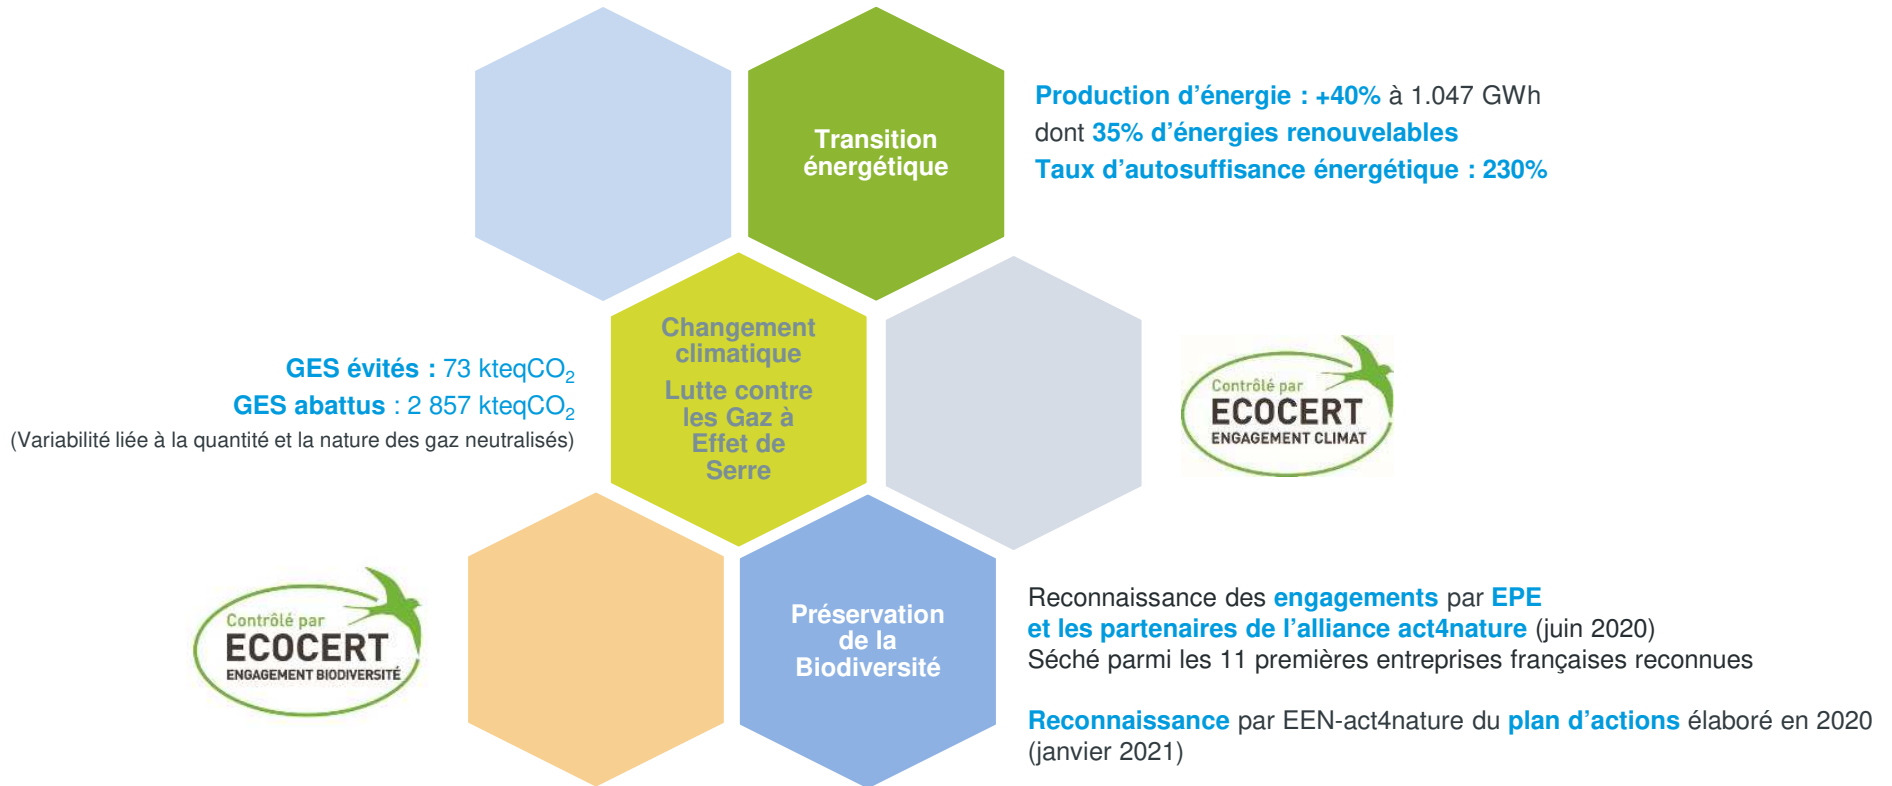 Transition
énergétique
Production d’énergie : +40% à 1.047 GWh
dont 35% d’énergies renouvelables
Taux d’autosuffisance énergétique : 230%
GES évités : 73 kteqCO₂
GES abattus : 2 857 kteqCO₂
(Variabilité liée à la quantité et la nature des gaz neutralisés)
Changement
climatique
Lutte contre
les Gaz à
Effet de
Serre
Contrôlé par
ECOCERT
ENGAGEMENT CLIMAT
Contrôlé par
ECOCERT
ENGAGEMENT BIODIVERSITÉ
Préservation
de la
Biodiversité
Reconnaissance des engagements par EPE
et les partenaires de l’alliance act4nature (juin 2020)
Séché parmi les 11 premières entreprises françaises reconnues
Reconnaissance par EEN-act4nature du plan d’actions élaboré en 2020
(janvier 2021)